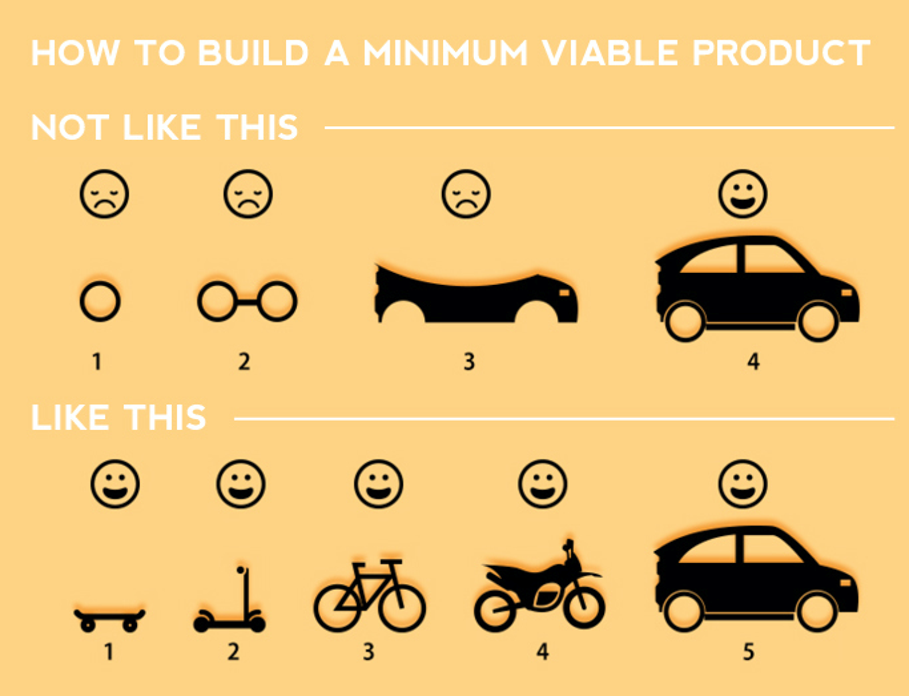 HOW TO BUILD A MINIMUM VIABLE PRODUCT
NOT LIKE THIS
1 2 3 4
LIKE THIS
1 2 3 4 5